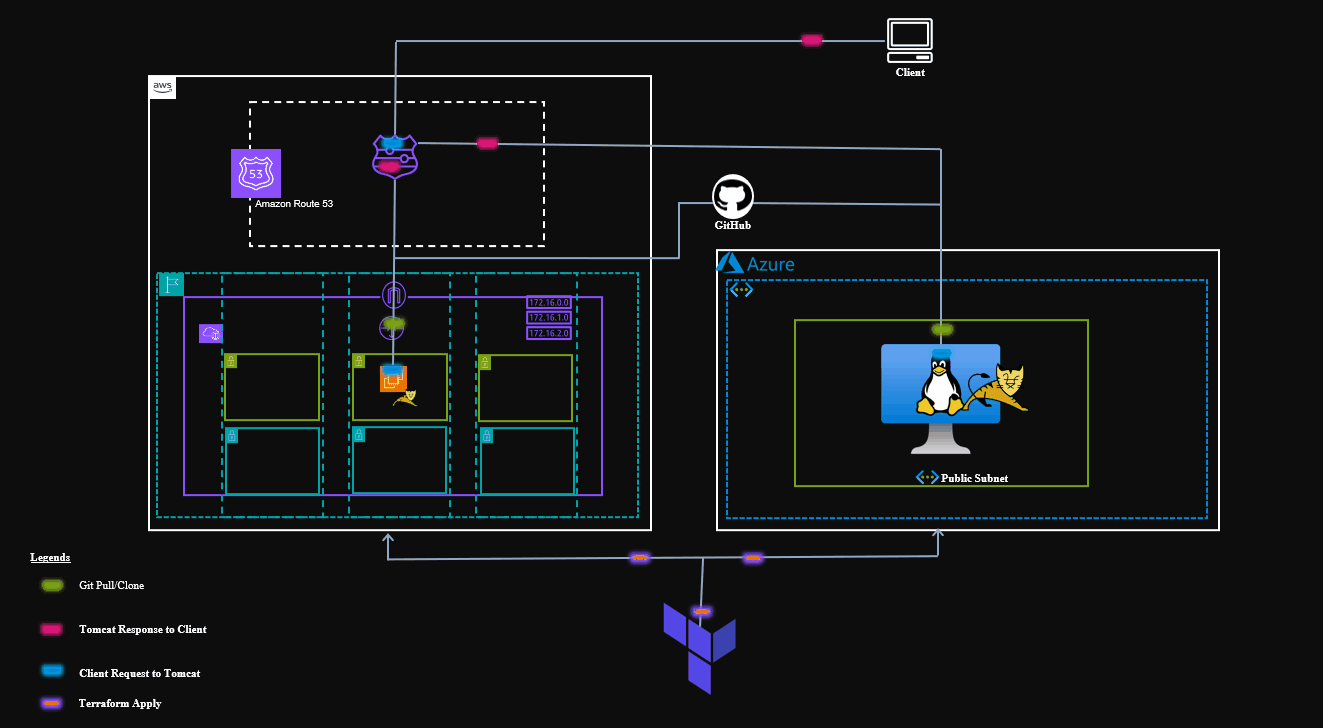 Client
aws
53
Amazon Route 53
GitHub
Azure
172.16.0.0
172.16.1.0
172.16.2.0
Public Subnet
Legends
Git Pull/Clone
Tomcat Response to Client
Client Request to Tomcat
Terraform Apply